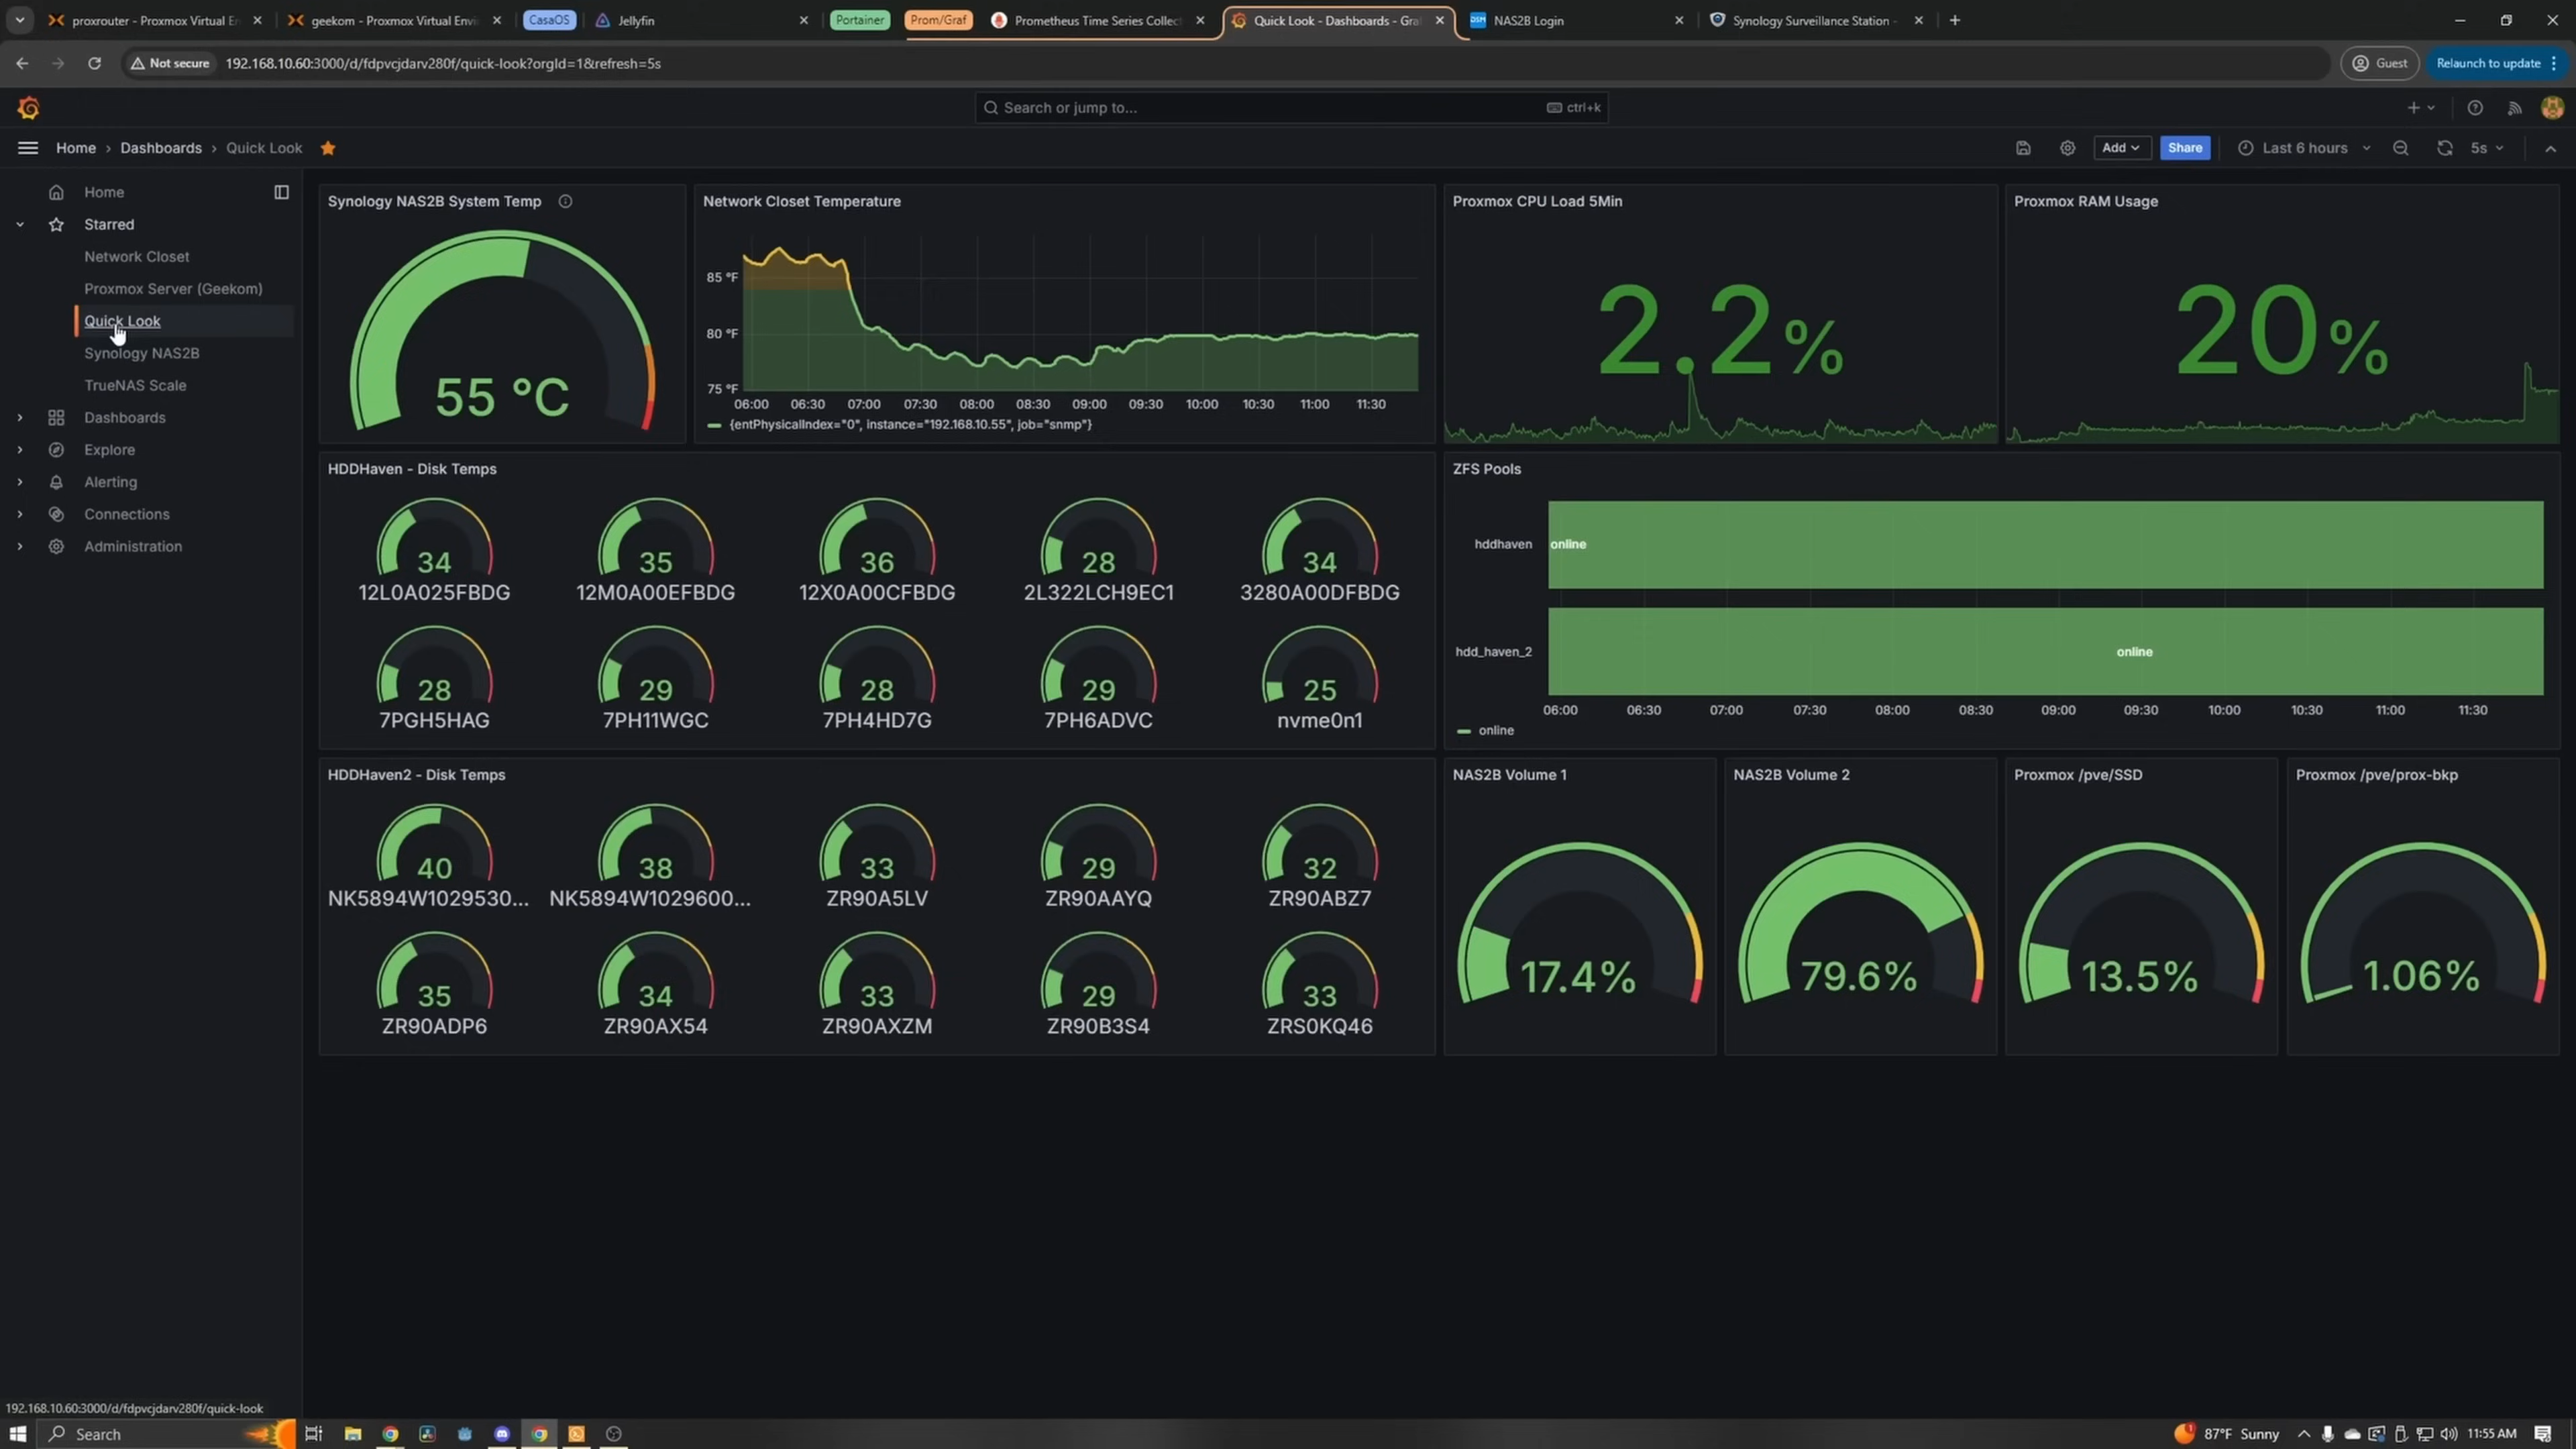 proxrouter - Proxmox Virtual En
geekom - Proxmox Virtual Envi
CasaOS
Jellyfin
Portainer
Prom/Graf
Prometheus Time Series Collect
Quick Look - Dashboards - Gra
DSM
NAS2B Login
Synology Surveillance Station -
Not secure
192.168.10.60:3000/d/fdpvcjdarv280f/quick-look?orgId=1&refresh=5s
Guest
Relaunch to update
Search or jump to...
ctrl+k
Home
Dashboards
Quick Look
Add
Share
Last 6 hours
5s
Home
Starred
Network Closet
Proxmox Server (Geekom)
Quick Look
Synology NAS2B
TrueNAS Scale
Dashboards
Explore
Alerting
Connections
Administration
Synology NAS2B System Temp
55 °C
Network Closet Temperature
85 °F
80 °F
75 °F
06:00 06:30 07:00 07:30 08:00 08:30 09:00 09:30 10:00 10:30 11:00 11:30
{entPhysicalIndex="0", instance="192.168.10.55", job="snmp"}
Proxmox CPU Load 5Min
2.2%
Proxmox RAM Usage
20%
HDDHaven - Disk Temps
34 35 36 28 34
12L0A025FBDG 12M0A00EFBDG 12X0A00CFBDG 2L322LCH9EC1 3280A00DFBDG
28 29 28 29 25
7PGH5HAG 7PH11WGC 7PH4HD7G 7PH6ADVC nvme0n1
ZFS Pools
hddhaven
online
hdd_haven_2
online
06:00 06:30 07:00 07:30 08:00 08:30 09:00 09:30 10:00 10:30 11:00 11:30
online
HDDHaven2 - Disk Temps
40 38 33 29 32
NK5894W1029530... NK5894W1029600... ZR90A5LV ZR90AAYQ ZR90ABZ7
35 34 33 29 33
ZR90ADP6 ZR90AX54 ZR90AXZM ZR90B3S4 ZRS0KQ46
NAS2B Volume 1
17.4%
NAS2B Volume 2
79.6%
Proxmox /pve/SSD
13.5%
Proxmox /pve/prox-bkp
1.06%
192.168.10.60:3000/d/fdpvcjdarv280f/quick-look
Search
1
87°F Sunny
11:55 AM